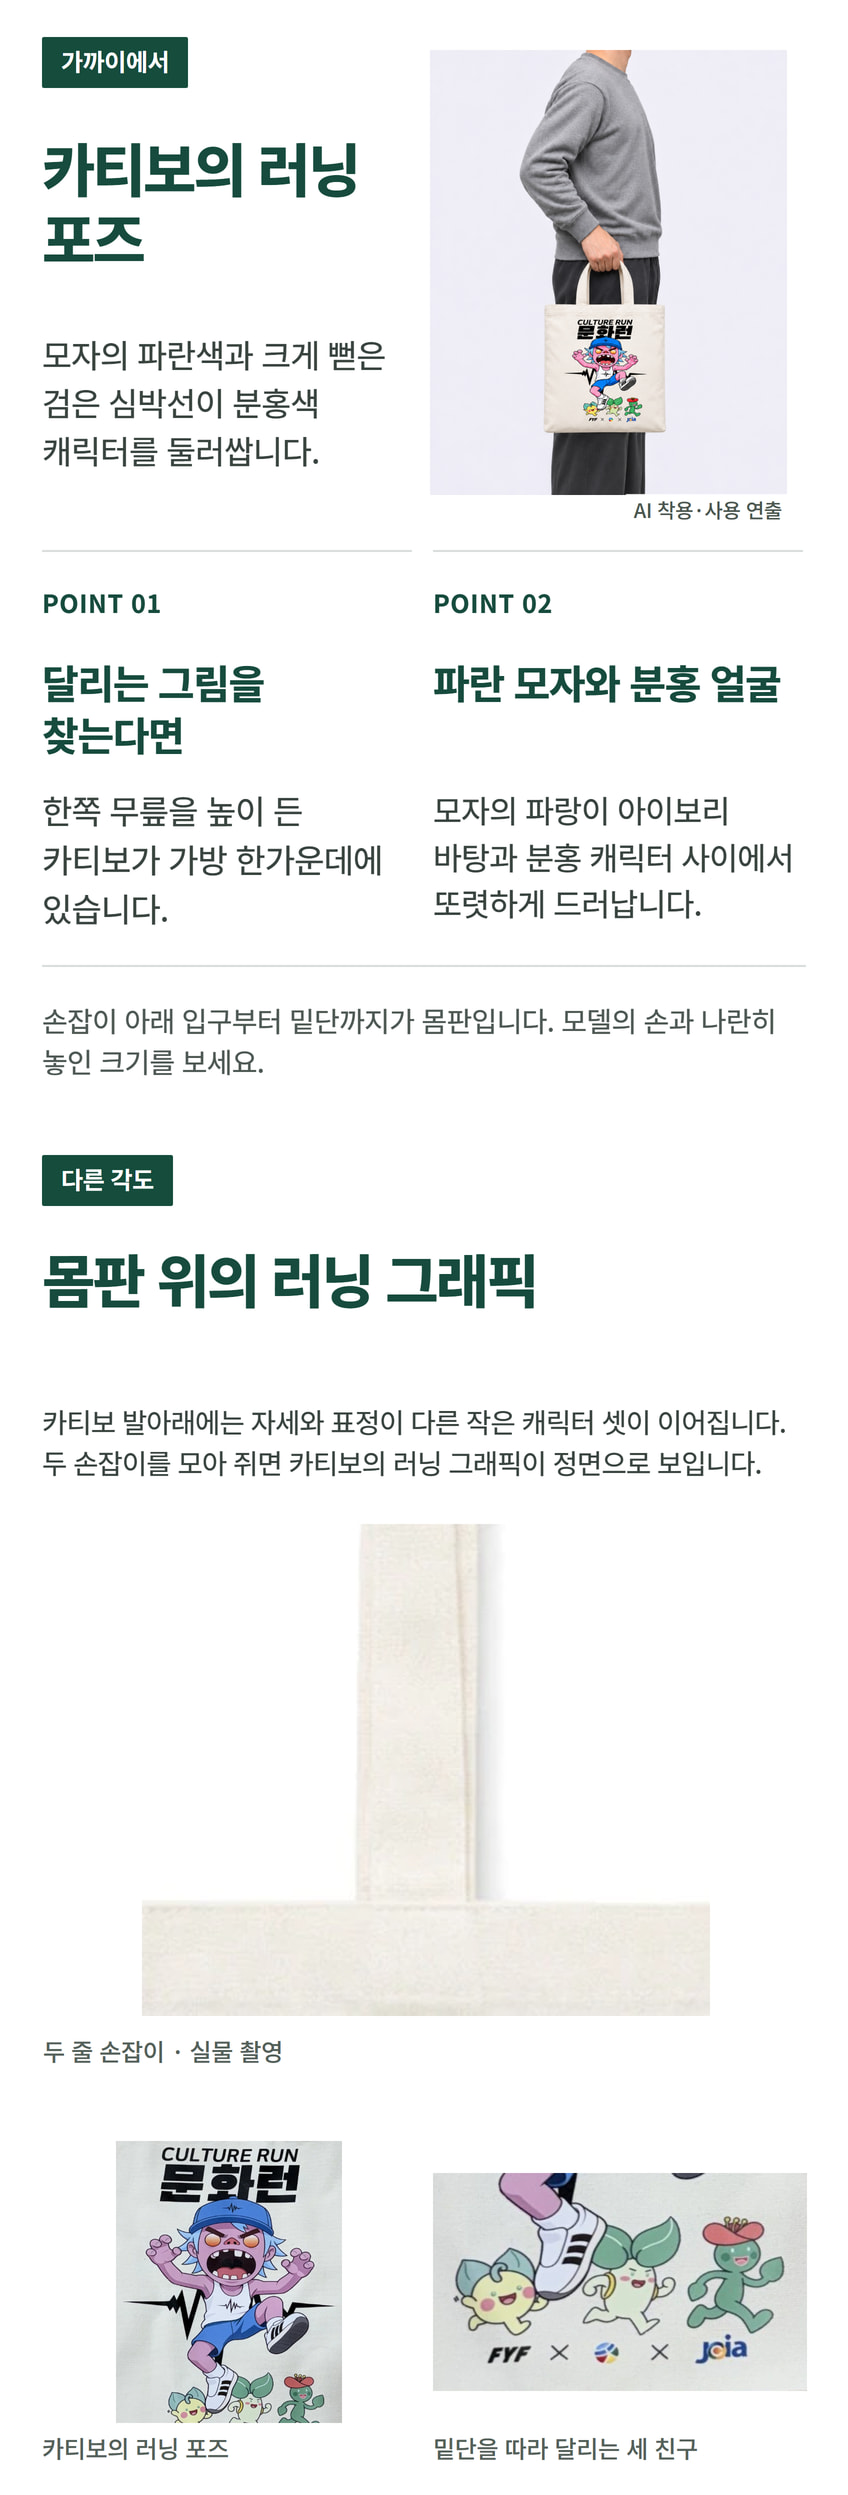 가까이에서
카티보의 러닝
포즈
모자의 파란색과 크게 뻗은
검은 심박선이 분홍색
캐릭터를 둘러쌉니다.
CULTURE RUN
문화런
FYF × × joia
AI 착용·사용 연출
POINT 01
달리는 그림을
찾는다면
한쪽 무릎을 높이 든
카티보가 가방 한가운데에
있습니다.
POINT 02
파란 모자와 분홍 얼굴
모자의 파랑이 아이보리
바탕과 분홍 캐릭터 사이에서
또렷하게 드러납니다.
손잡이 아래 입구부터 밑단까지가 몸판입니다. 모델의 손과 나란히
놓인 크기를 보세요.
다른 각도
몸판 위의 러닝 그래픽
카티보 발아래에는 자세와 표정이 다른 작은 캐릭터 셋이 이어집니다.
두 손잡이를 모아 쥐면 카티보의 러닝 그래픽이 정면으로 보입니다.
두 줄 손잡이 · 실물 촬영
CULTURE RUN
문화런
카티보의 러닝 포즈
FYF × × joia
밑단을 따라 달리는 세 친구